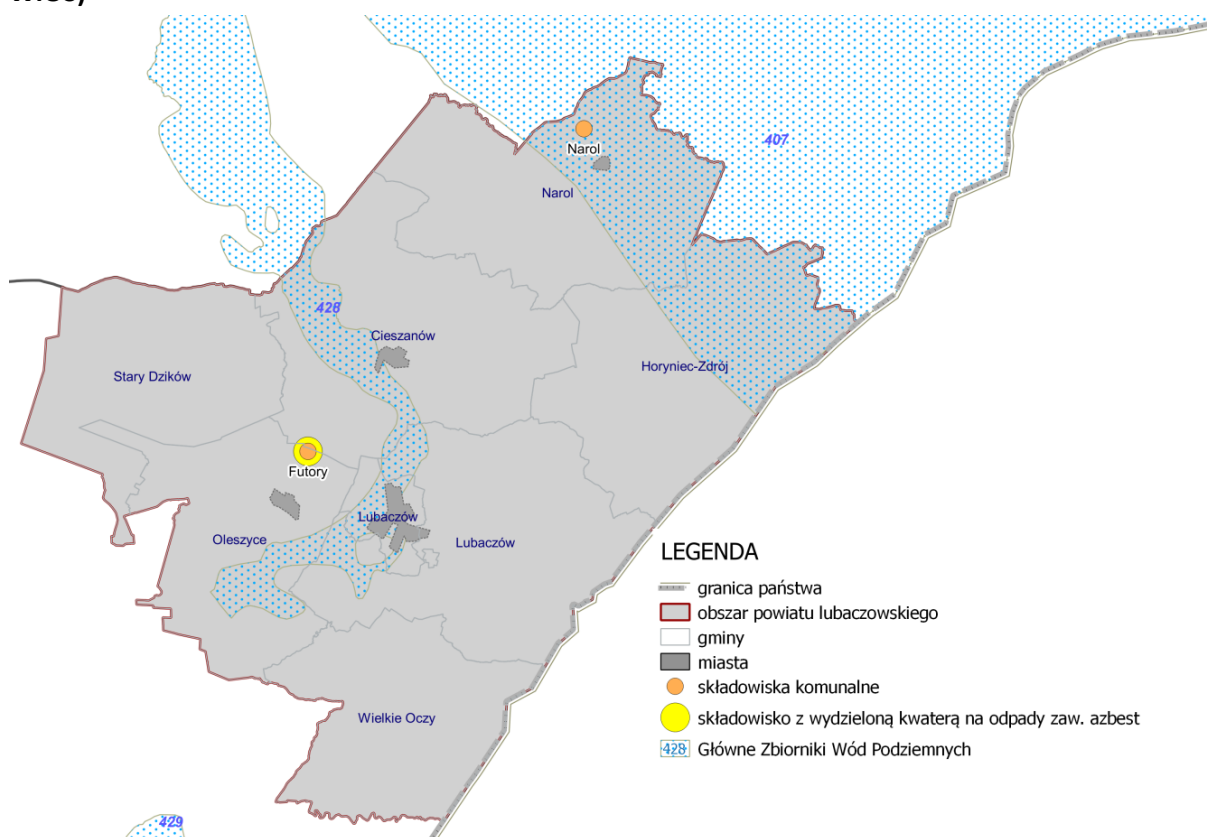 407
Narol
Narol
428
Cieszanów
Horyniec-Zdrój
Stary Dzików
Futory
Lubaczów
Oleszyce
Lubaczów
LEGENDA
granica państwa
obszar powiatu lubaczowskiego
gminy
miasta
składowiska komunalne
składowisko z wydzieloną kwaterą na odpady zaw. azbest
428 Główne Zbiorniki Wód Podziemnych
Wielkie Oczy
429